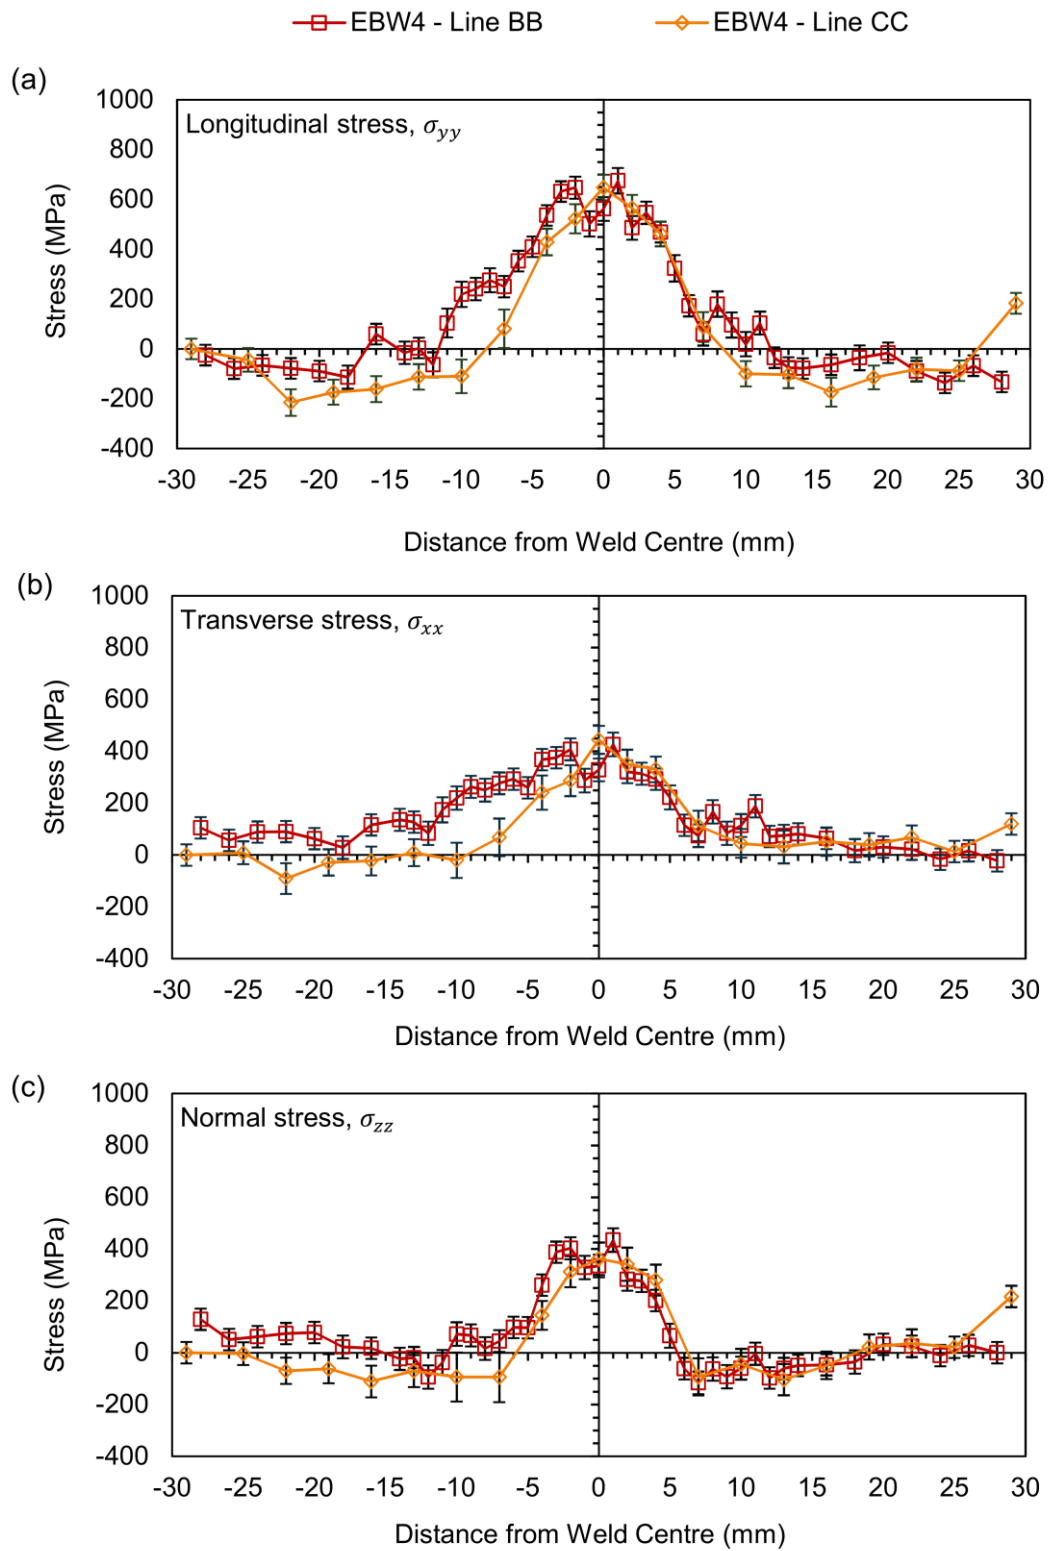 EBW4 - Line BB EBW4 - Line CC
(a)
1000
Longitudinal stress, σyy
800
600
400
200
0
-200
-400
Stress (MPa)
-30 -25 -20 -15 -10 -5 0 5 10 15 20 25 30
Distance from Weld Centre (mm)
(b)
1000
Transverse stress, σxx
800
600
400
200
0
-200
-400
Stress (MPa)
-30 -25 -20 -15 -10 -5 0 5 10 15 20 25 30
Distance from Weld Centre (mm)
(c)
1000
Normal stress, σzz
800
600
400
200
0
-200
-400
Stress (MPa)
-30 -25 -20 -15 -10 -5 0 5 10 15 20 25 30
Distance from Weld Centre (mm)